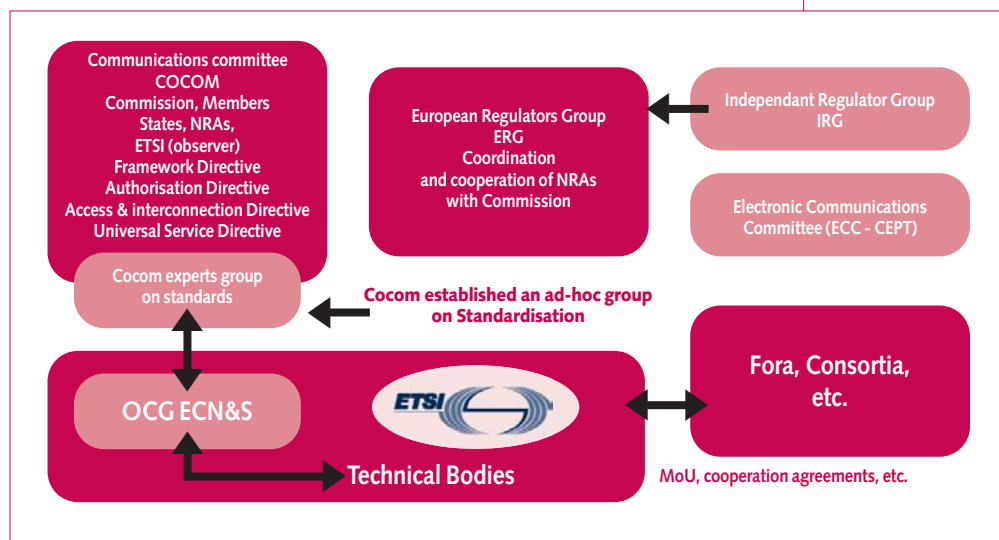 Communications committee
COCOM
Commission, Members
States, NRAs,
ETSI (observer)
Framework Directive
Authorisation Directive
Access & interconnection Directive
Universal Service Directive
Cocom experts group
on standards
European Regulators Group
ERG
Coordination
and cooperation of NRAs
with Commission
Independant Regulator Group
IRG
Electronic Communications
Committee (ECC - CEPT)
Cocom established an ad-hoc group
on Standardisation
OCG ECN&S
ETSI
Technical Bodies
Fora, Consortia,
etc.
MoU, cooperation agreements, etc.